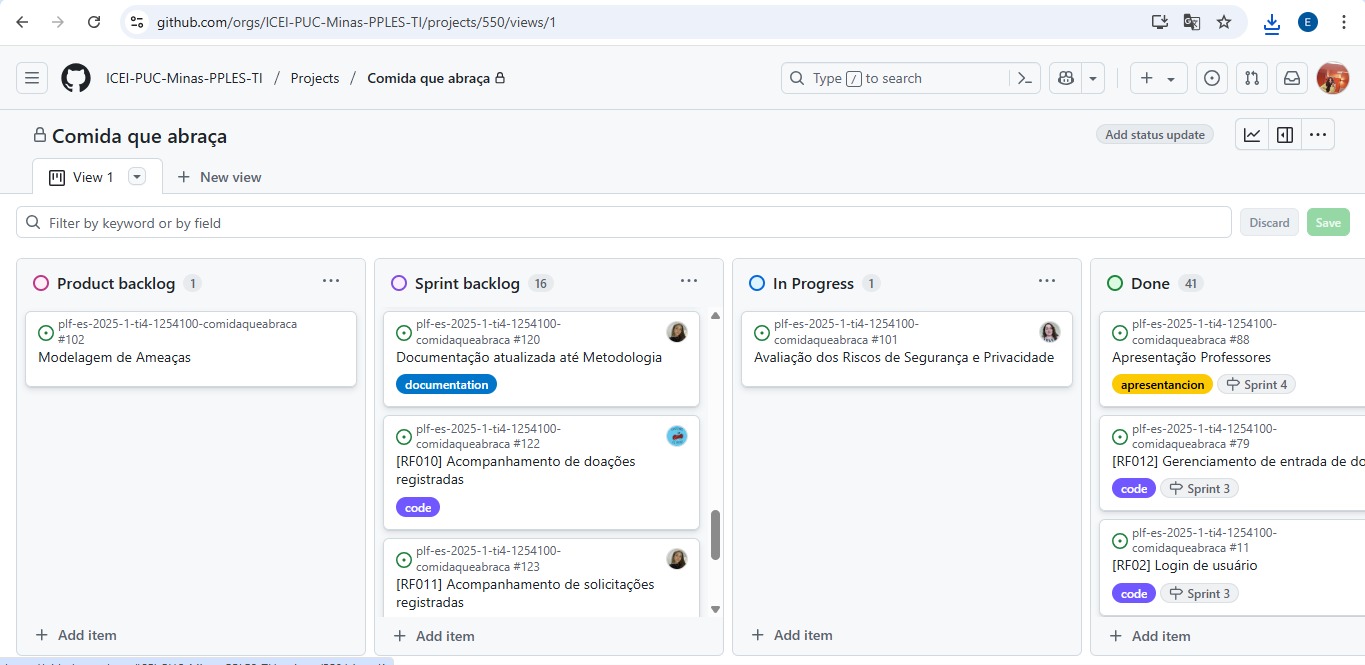 github.com/orgs/ICEI-PUC-Minas-PPLES-TI/projects/550/views/1
E
ICEI-PUC-Minas-PPLES-TI / Projects / Comida que abraça
Type / to search
Comida que abraça
Add status update
View 1
New view
Filter by keyword or by field
Discard
Save
Product backlog 1
plf-es-2025-1-ti4-1254100-comidaqueabraca
#102
Modelagem de Ameaças
Add item
Sprint backlog 16
plf-es-2025-1-ti4-1254100-
comidaqueabraca #120
Documentação atualizada até Metodologia
documentation
plf-es-2025-1-ti4-1254100-
comidaqueabraca #122
[RF010] Acompanhamento de doações
registradas
code
plf-es-2025-1-ti4-1254100-
comidaqueabraca #123
[RF011] Acompanhamento de solicitações
registradas
Add item
In Progress 1
plf-es-2025-1-ti4-1254100-
comidaqueabraca #101
Avaliação dos Riscos de Segurança e Privacidade
Add item
Done 41
plf-es-2025-1-ti4-1254100-
comidaqueabraca #88
Apresentação Professores
apresentancion Sprint 4
plf-es-2025-1-ti4-1254100-
comidaqueabraca #79
[RF012] Gerenciamento de entrada de do
code Sprint 3
plf-es-2025-1-ti4-1254100-
comidaqueabraca #11
[RF02] Login de usuário
code Sprint 3
Add item